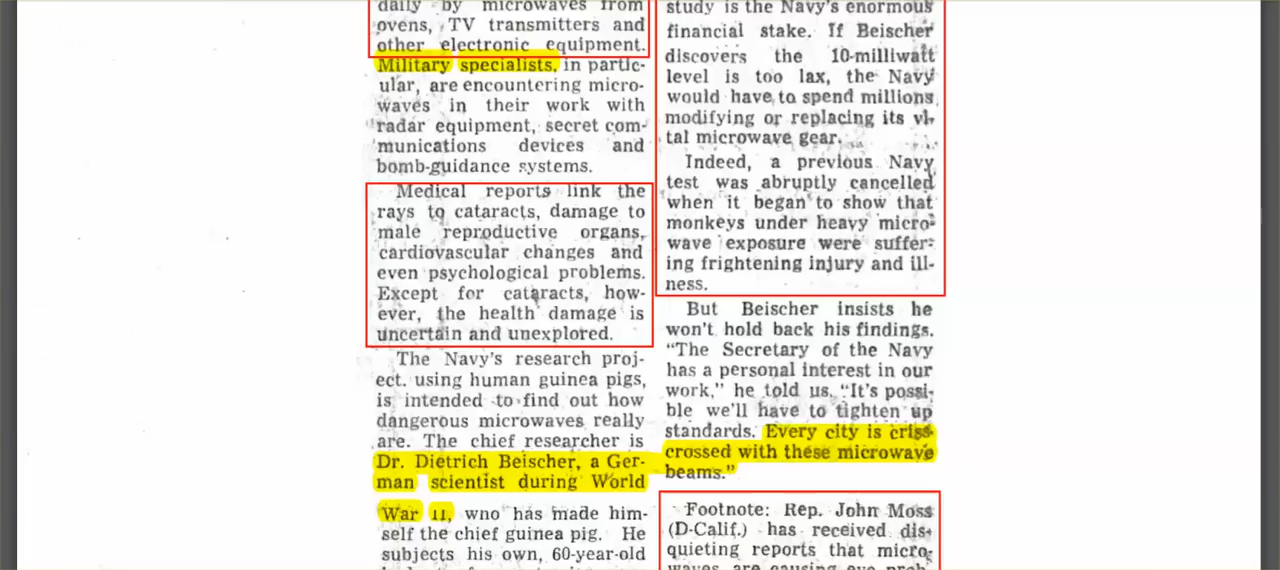 daily by microwaves from
ovens, TV transmitters and
other electronic equipment.
Military specialists, in partic-
ular, are encountering micro-
waves in their work with
radar equipment, secret com-
munications devices and
bomb-guidance systems.
Medical reports link the
rays to cataracts, damage to
male reproductive organs,
cardiovascular changes and
even psychological problems.
Except for cataracts, how-
ever, the health damage is
uncertain and unexplored.
The Navy's research proj-
ect. using human guinea pigs,
is intended to find out how
dangerous microwaves really
are. The chief researcher is
Dr. Dietrich Beischer, a Ger-
man scientist during World
War II, who has made him-
self the chief guinea pig. He
subjects his own, 60-year-old
study is the Navy's enormous
financial stake. If Beischer
discovers the 10-milliwatt
level is too lax, the Navy
would have to spend millions
modifying or replacing its vi-
tal microwave gear.
Indeed, a previous Navy
test was abruptly cancelled
when it began to show that
monkeys under heavy micro-
wave exposure were suffer-
ing frightening injury and ill-
ness.
But Beischer insists he
won't hold back his findings.
"The Secretary of the Navy
has a personal interest in our
work," he told us. "It's possi-
ble we'll have to tighten up
standards. Every city is criss-
crossed with these microwave
beams."
Footnote: Rep. John Moss
(D-Calif.) has received dis-
quieting reports that micro-
waves are causing eye prob-